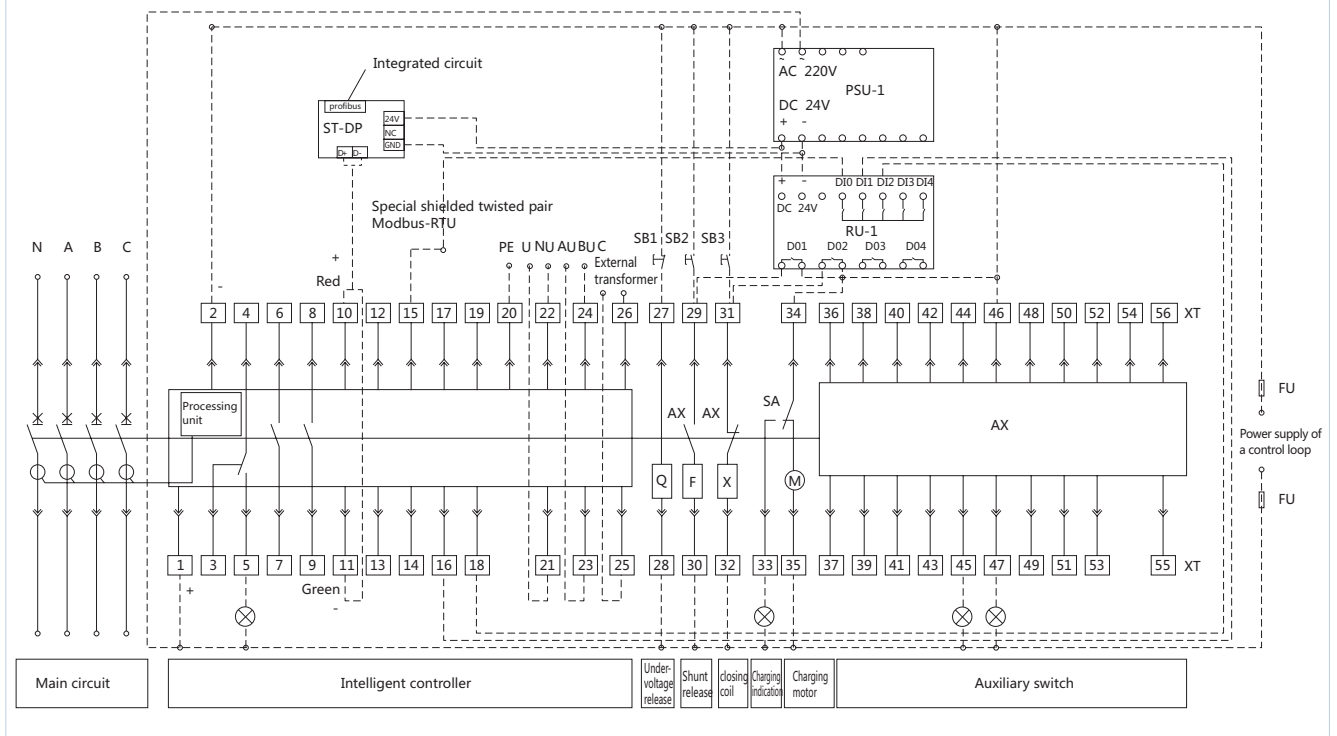 Integrated circuit
AC 220V
PSU-1
profibus
DC 24V
24V
ST-DP
+ -
NC
GND
D+ D-
+ - DI0 DI1 DI2 DI3 DI4
DC 24V
Special shielded twisted pair
Modbus-RTU
RU-1
N A B C
SB1 SB2 SB3
D01 D02 D03 D04
PE U NU AU BU C
+
External
transformer
Red
-
2 4 6 8 10 12 15 17 19 20 22 24 26 27 29 31 34 36 38 40 42 44 46 48 50 52 54 56 XT
FU
Processing
unit
AX AX SA
AX
Power supply of
a control loop
Q F X M
FU
1 3 5 7 9 11 13 14 16 18 21 23 25 28 30 32 33 35 37 39 41 43 45 47 49 51 53 55 XT
+
Green
-
Main circuit
Intelligent controller
Under-
voltage
release
Shunt
release
closing
coil
Charging
indication
Charging
motor
Auxiliary switch